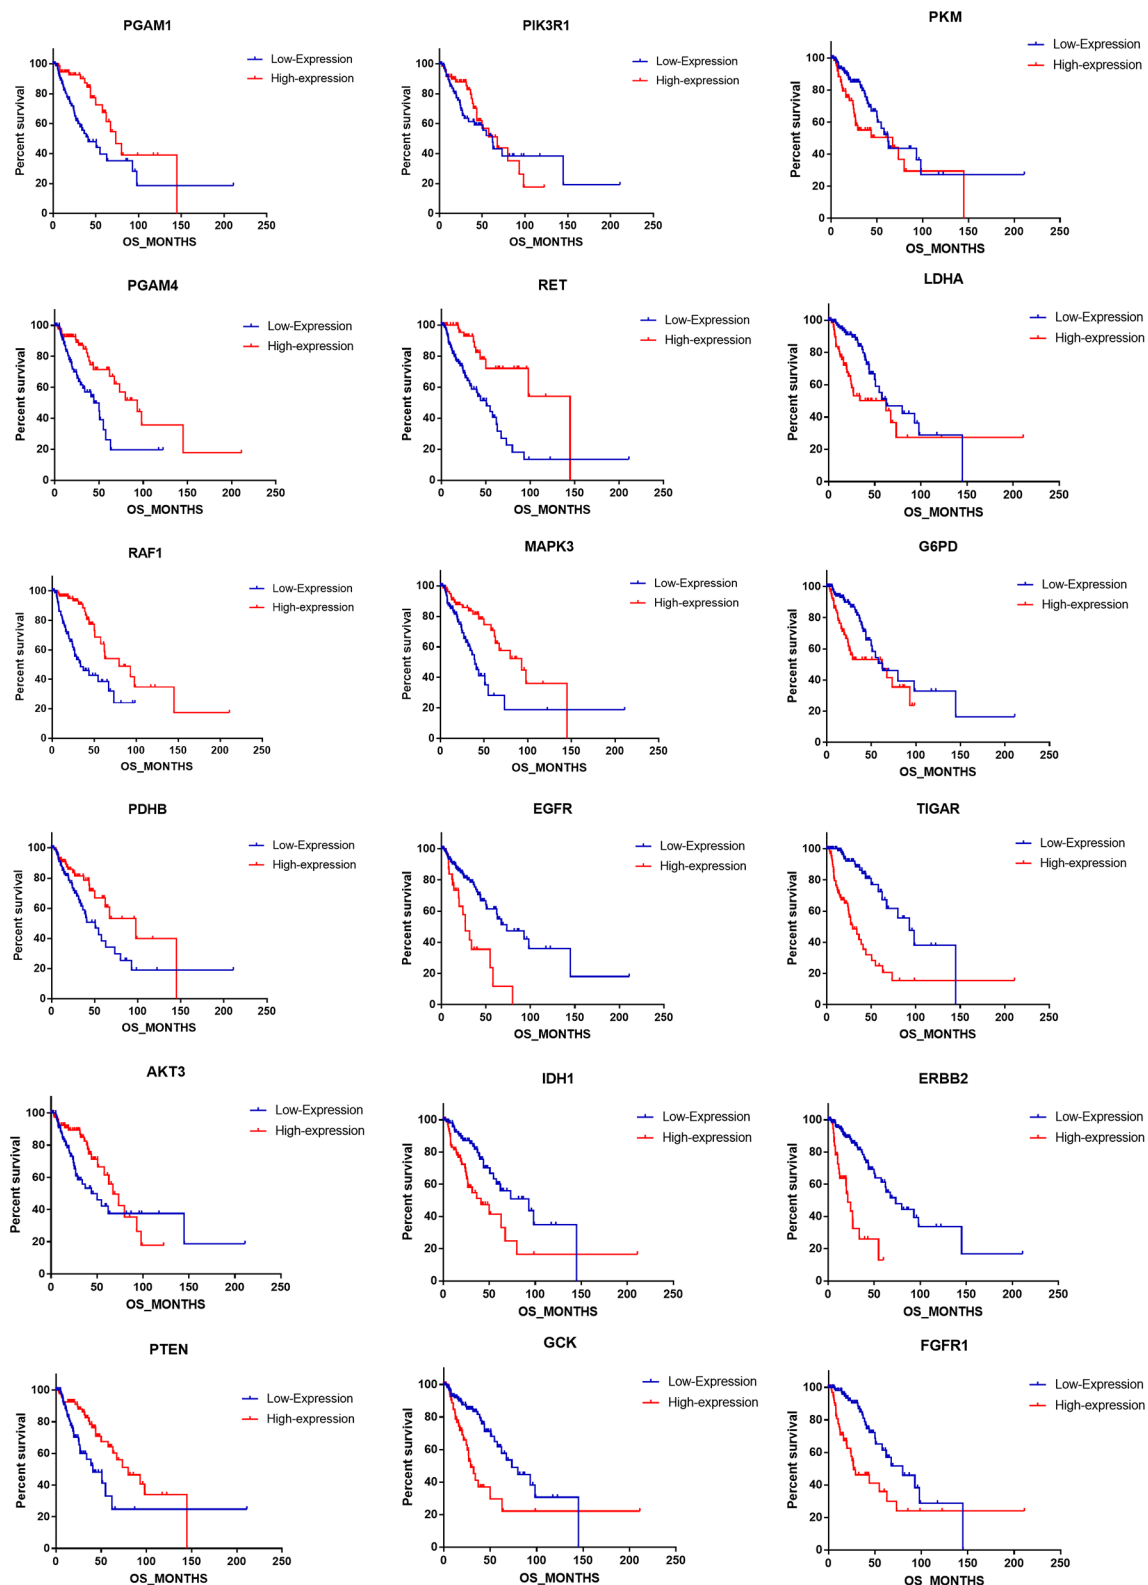 PGAM1
Low-Expression
High-expression
Percent survival
100
80
60
40
20
0
0 50 100 150 200 250
OS_MONTHS
PIK3R1
Low-Expression
High-expression
Percent survival
100
80
60
40
20
0
0 50 100 150 200 250
OS_MONTHS
PKM
Low-Expression
High-expression
Percent survival
100
80
60
40
20
0
0 50 100 150 200 250
OS_MONTHS
PGAM4
Low-Expression
High-expression
Percent survival
100
80
60
40
20
0
0 50 100 150 200 250
OS_MONTHS
RET
Low-Expression
High-expression
Percent survival
100
80
60
40
20
0
0 50 100 150 200 250
OS_MONTHS
LDHA
Low-Expression
High-expression
Percent survival
100
80
60
40
20
0
0 50 100 150 200 250
OS_MONTHS
RAF1
Low-Expression
High-expression
Percent survival
100
80
60
40
20
0
0 50 100 150 200 250
OS_MONTHS
MAPK3
Low-Expression
High-expression
Percent survival
100
80
60
40
20
0
0 50 100 150 200 250
OS_MONTHS
G6PD
Low-Expression
High-expression
Percent survival
100
80
60
40
20
0
0 50 100 150 200 250
OS_MONTHS
PDHB
Low-Expression
High-expression
Percent survival
100
80
60
40
20
0
0 50 100 150 200 250
OS_MONTHS
EGFR
Low-Expression
High-expression
Percent survival
100
80
60
40
20
0
0 50 100 150 200 250
OS_MONTHS
TIGAR
Low-Expression
High-expression
Percent survival
100
80
60
40
20
0
0 50 100 150 200 250
OS_MONTHS
AKT3
Low-Expression
High-expression
Percent survival
100
80
60
40
20
0
0 50 100 150 200 250
OS_MONTHS
IDH1
Low-Expression
High-expression
Percent survival
100
80
60
40
20
0
0 50 100 150 200 250
OS_MONTHS
ERBB2
Low-Expression
High-expression
Percent survival
100
80
60
40
20
0
0 50 100 150 200 250
OS_MONTHS
PTEN
Low-Expression
High-expression
Percent survival
100
80
60
40
20
0
0 50 100 150 200 250
OS_MONTHS
GCK
Low-Expression
High-expression
Percent survival
100
80
60
40
20
0
0 50 100 150 200 250
OS_MONTHS
FGFR1
Low-Expression
High-expression
Percent survival
100
80
60
40
20
0
0 50 100 150 200 250
OS_MONTHS